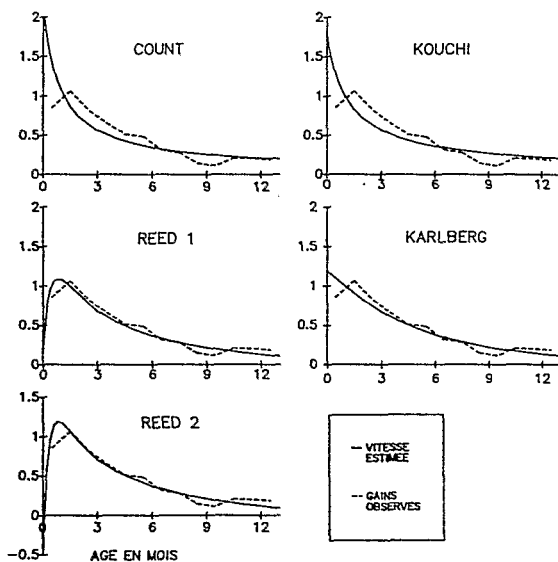 COUNT
2
1.5
1
0.5
0
0 3 6 9 12
KOUCHI
2
1.5
1
0.5
0
0 3 6 9 12
REED 1
2
1.5
1
0.5
0
0 3 6 9 12
KARLBERG
2
1.5
1
0.5
0
0 3 6 9 12
REED 2
1.5
1
0.5
0
-0.5
0 3 6 9 12
AGE EN MOIS
VITESSE
ESTIMEE
GAINS
OBSERVES